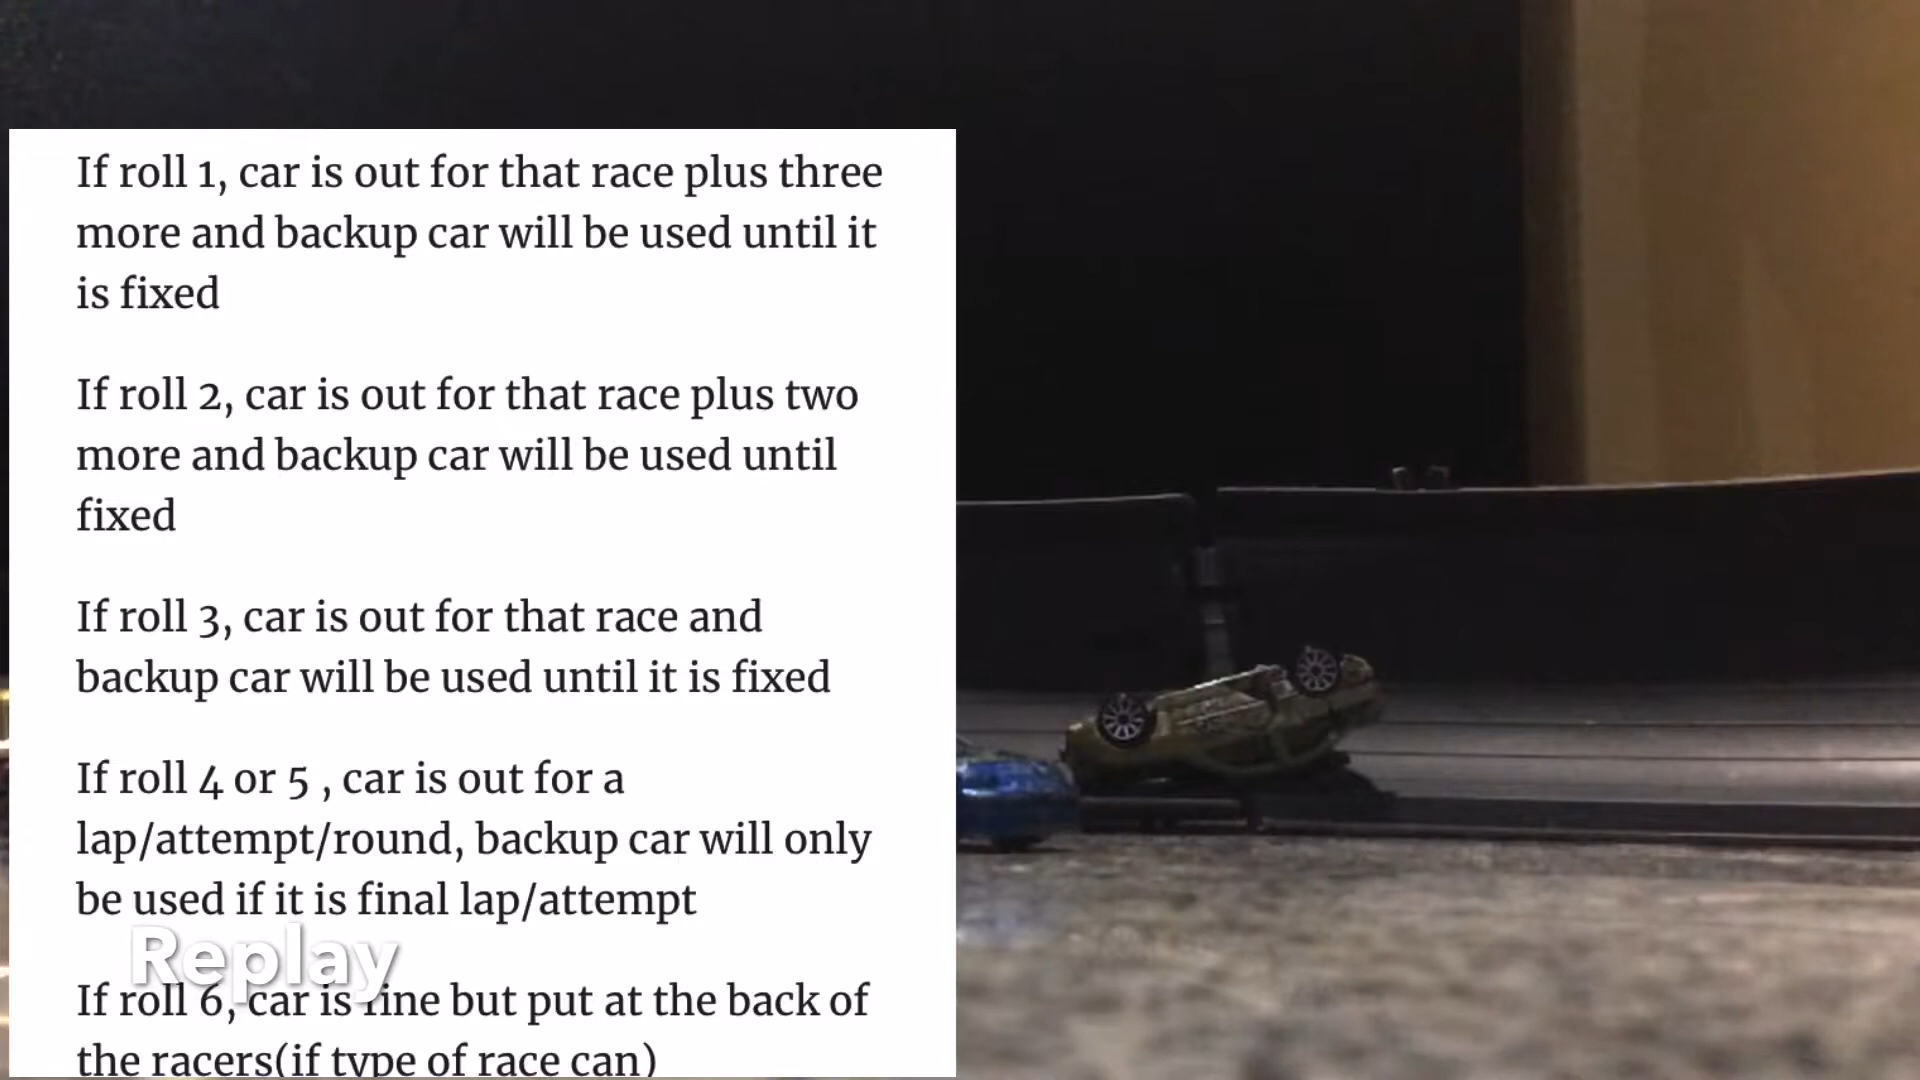 If roll 1, car is out for that race plus three
more and backup car will be used until it
is fixed
If roll 2, car is out for that race plus two
more and backup car will be used until
fixed
If roll 3, car is out for that race and
backup car will be used until it is fixed
If roll 4 or 5 , car is out for a
lap/attempt/round, backup car will only
be used if it is final lap/attempt
Replay
If roll 6, car is fine but put at the back of
the racers(if type of race can)